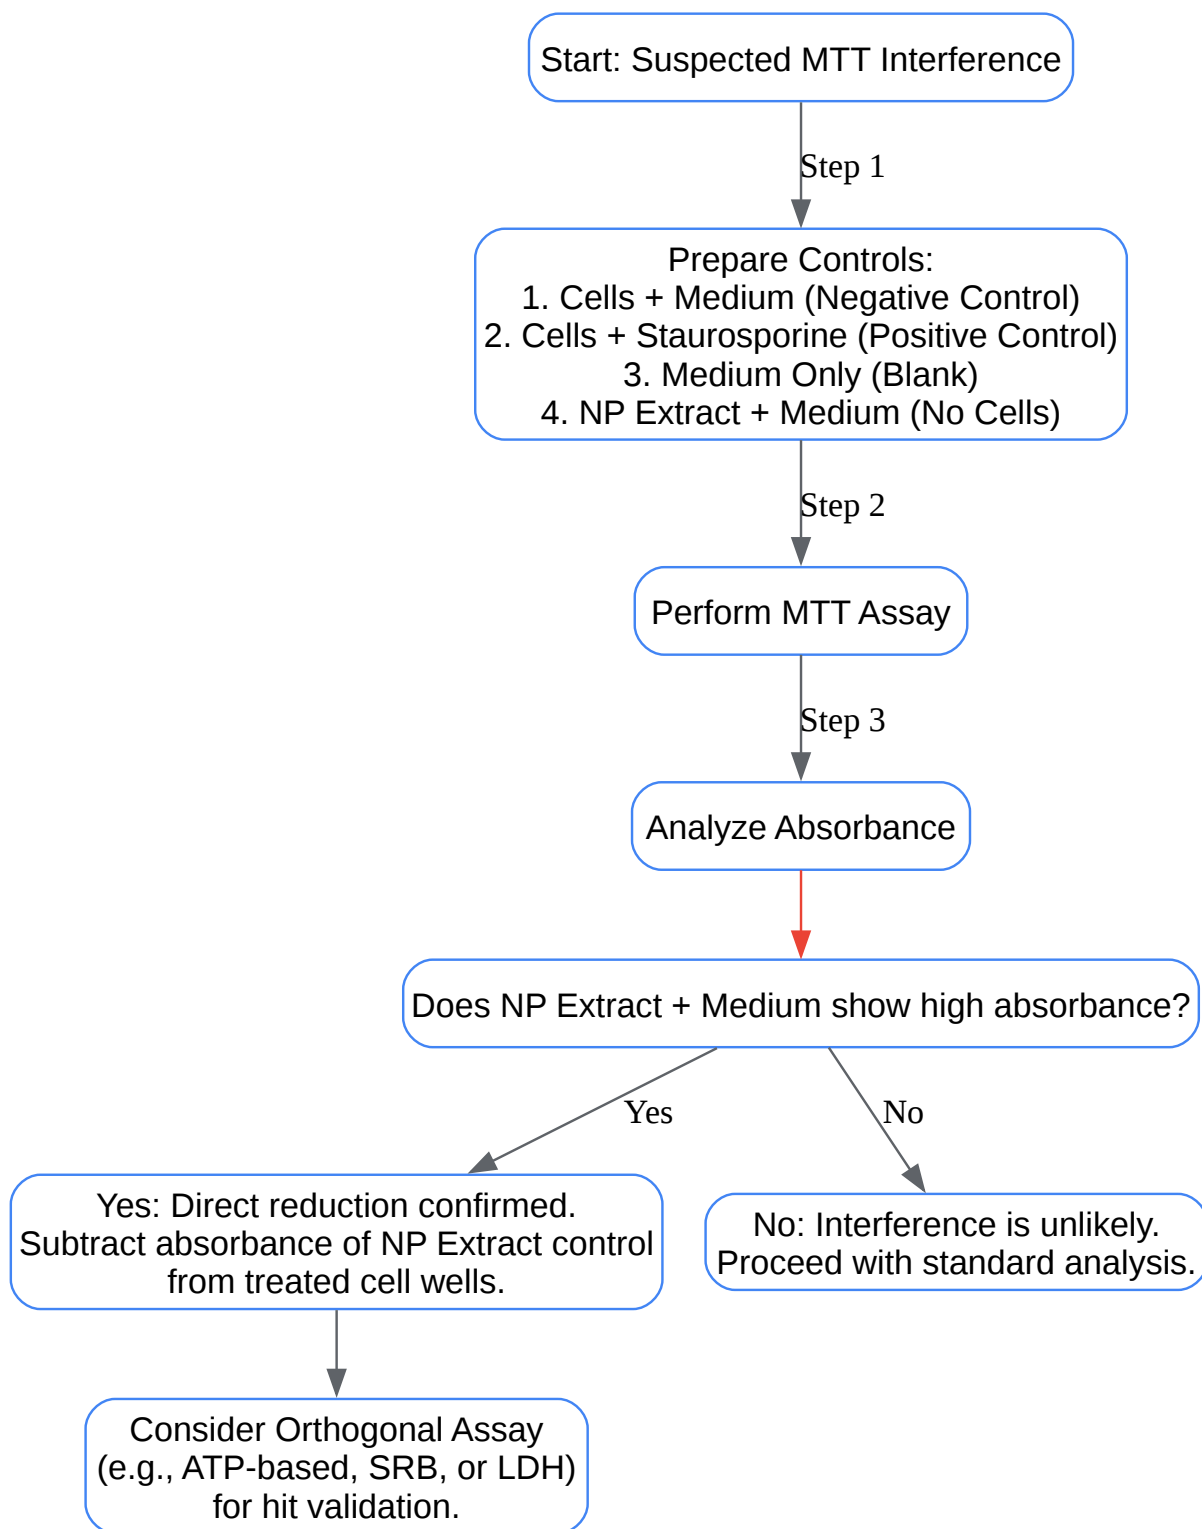 Start: Suspected MTT Interference
Step 1
Prepare Controls:
1. Cells + Medium (Negative Control)
2. Cells + Staurosporine (Positive Control)
3. Medium Only (Blank)
4. NP Extract + Medium (No Cells)
Step 2
Perform MTT Assay
Step 3
Analyze Absorbance
Does NP Extract + Medium show high absorbance?
Yes
No
Yes: Direct reduction confirmed.
Subtract absorbance of NP Extract control
from treated cell wells.
No: Interference is unlikely.
Proceed with standard analysis.
Consider Orthogonal Assay
(e.g., ATP-based, SRB, or LDH)
for hit validation.